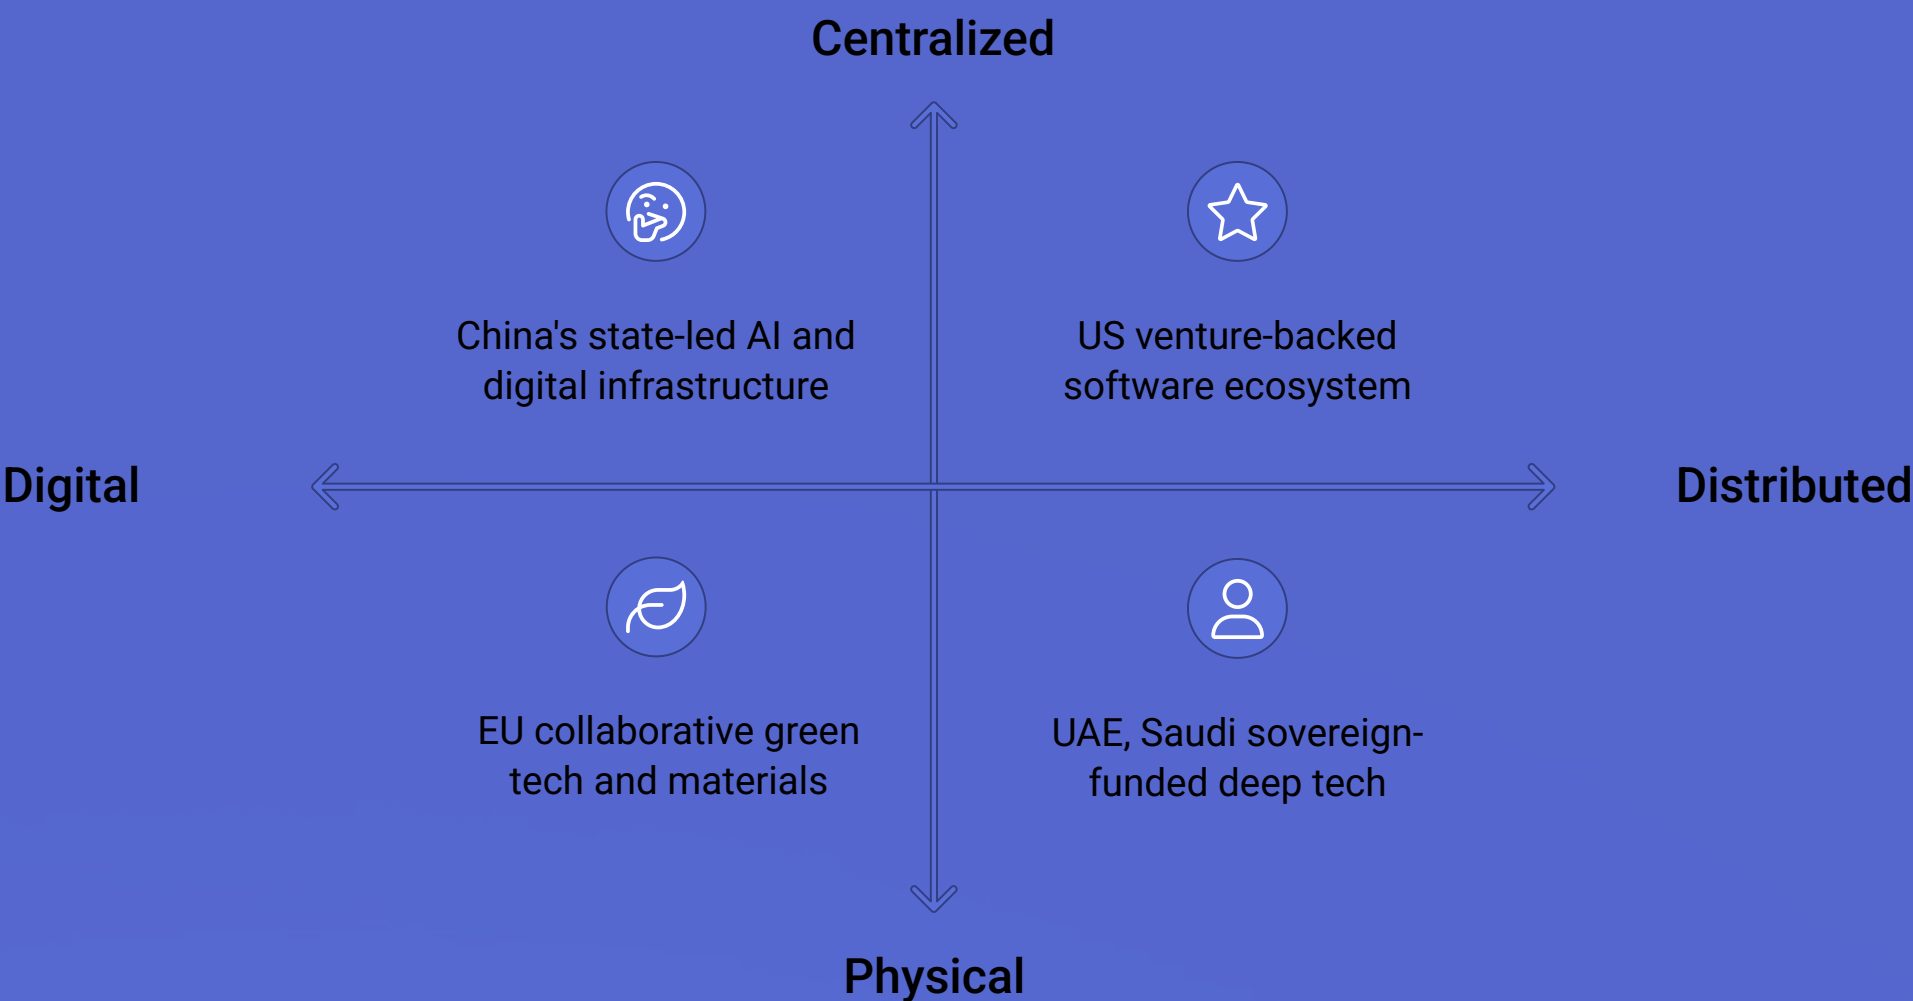 Centralized
China's state-led AI and
digital infrastructure
US venture-backed
software ecosystem
Digital
Distributed
EU collaborative green
tech and materials
UAE, Saudi sovereign-
funded deep tech
Physical